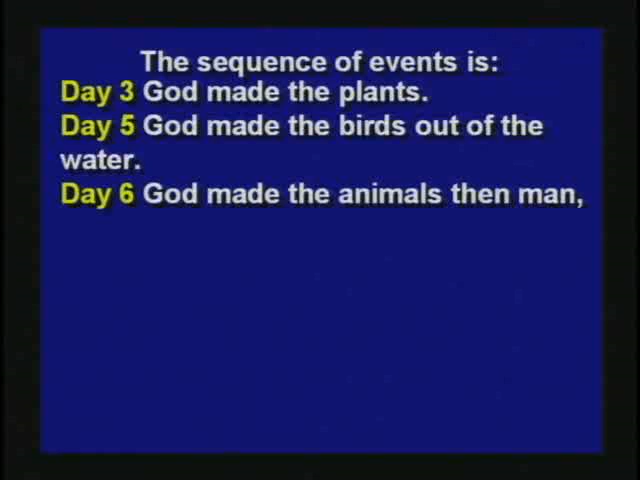 The sequence of events is:
Day 3 God made the plants.
Day 5 God made the birds out of the
water.
Day 6 God made the animals then man,